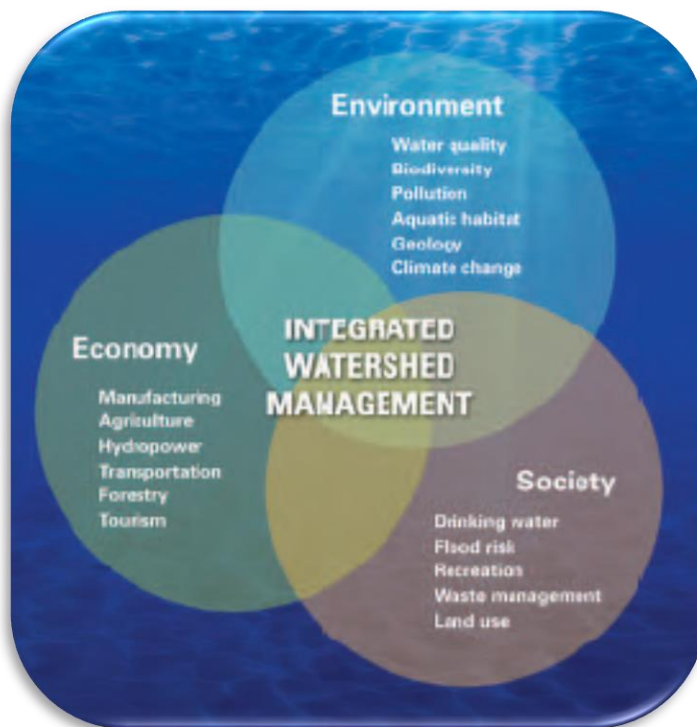 Environment
Water quality
Biodiversity
Pollution
Aquatic habitat
Geology
Climate change
INTEGRATED
WATERSHED
MANAGEMENT
Economy
Manufacturing
Agriculture
Hydropower
Transportation
Forestry
Tourism
Society
Drinking water
Flood risk
Recreation
Waste management
Land use